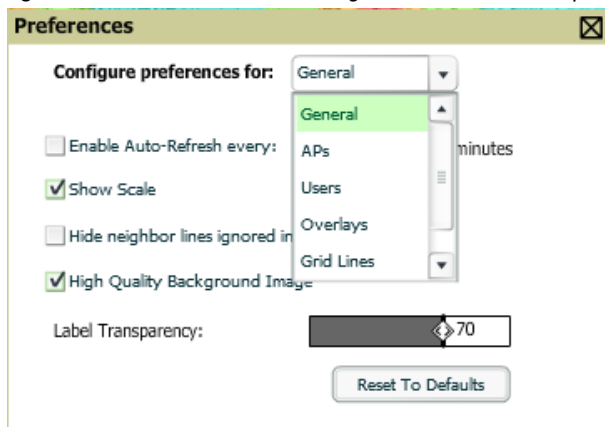 Preferences
Configure preferences for: General
General
Enable Auto-Refresh every: APs minutes
Show Scale Users
Overlays
Hide neighbor lines ignored in
Grid Lines
High Quality Background Image
Label Transparency: 70
Reset To Defaults